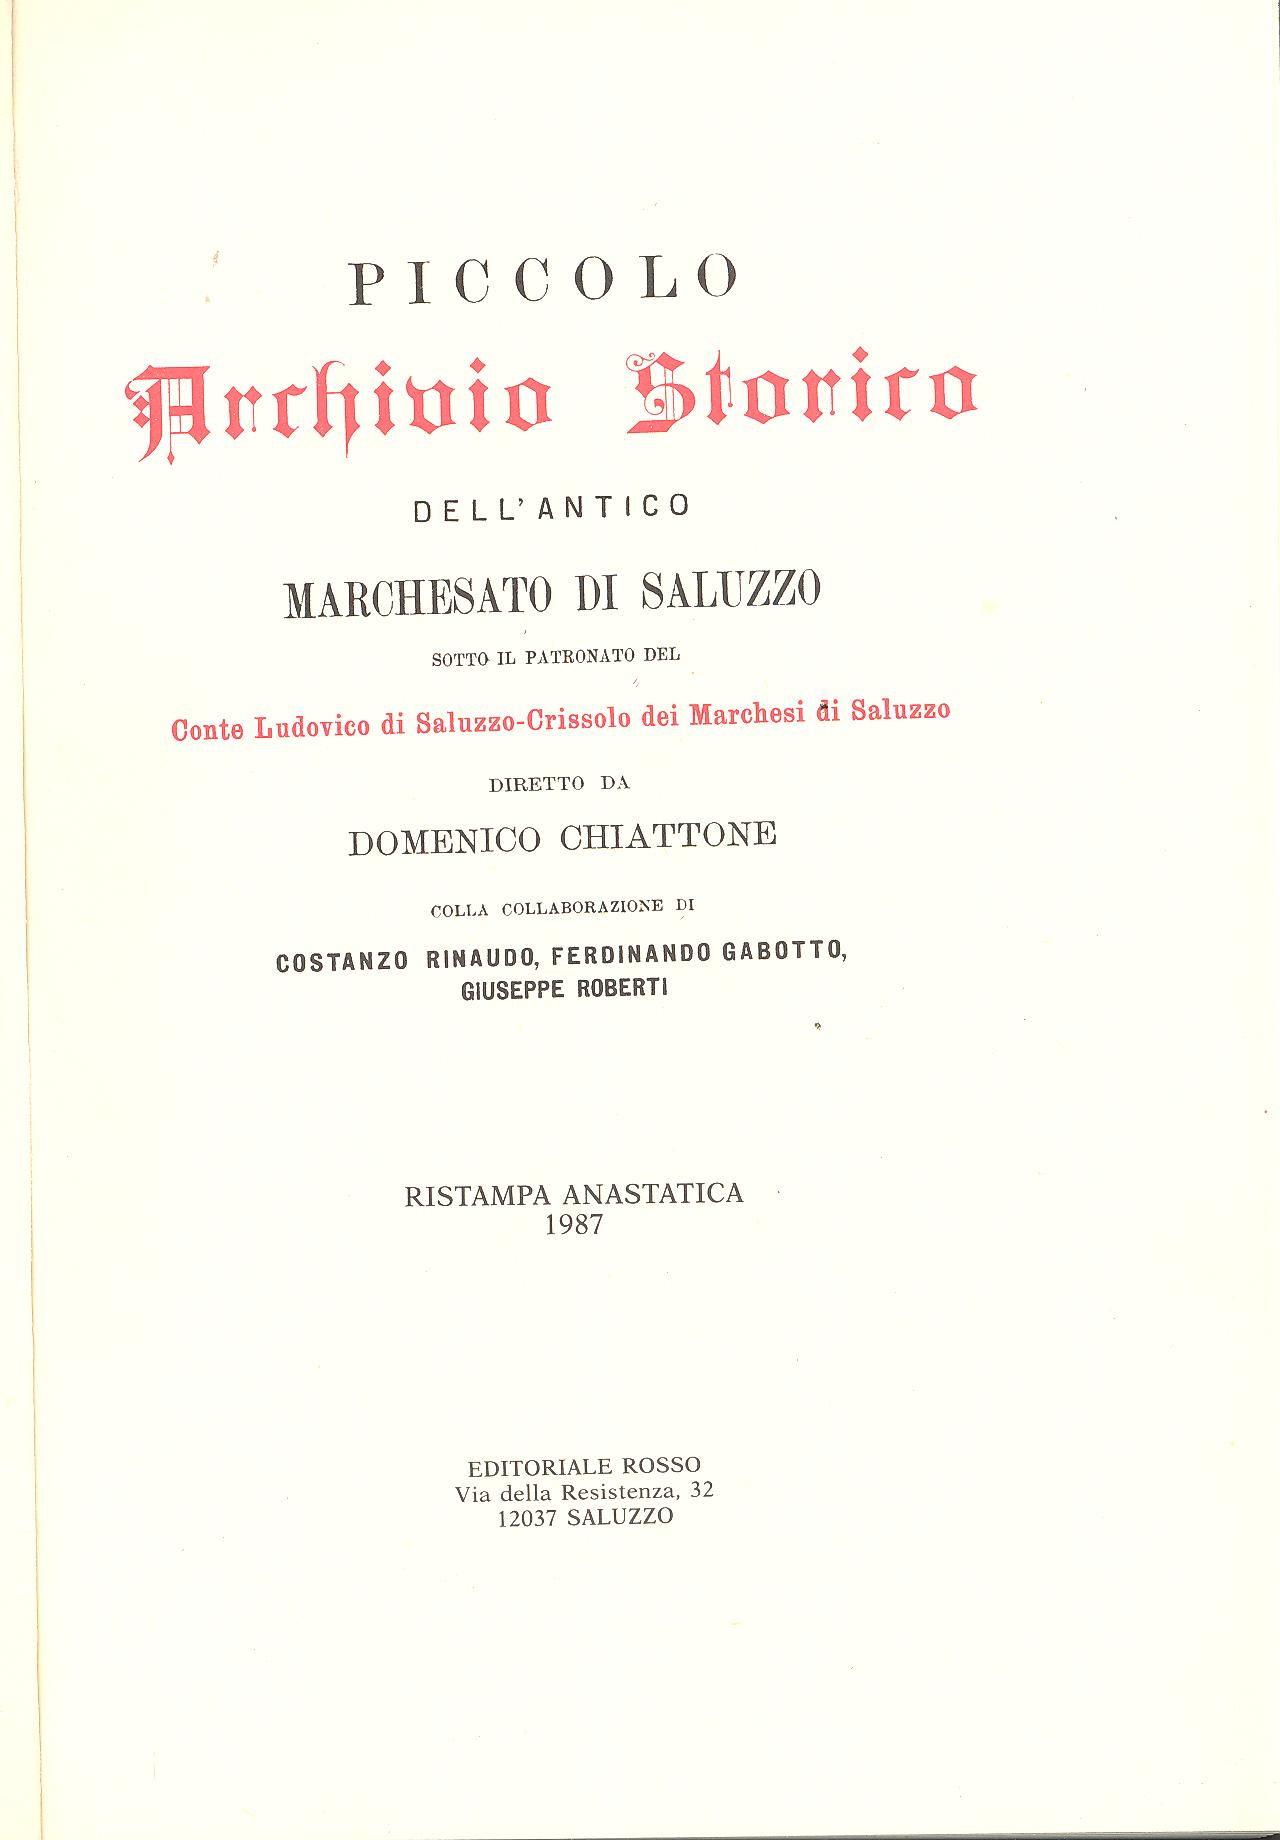 PICCOLO
Archivio Storico
DELL'ANTICO
MARCHESATO DI SALUZZO
SOTTO IL PATRONATO DEL
Conte Ludovico di Saluzzo-Crissolo dei Marchesi di Saluzzo
DIRETTO DA
DOMENICO CHIATTONE
COLLA COLLABORAZIONE DI
COSTANZO RINAUDO, FERDINANDO GABOTTO,
GIUSEPPE ROBERTI
RISTAMPA ANASTATICA
1987
EDITORIALE ROSSO
Via della Resistenza, 32
12037 SALUZZO